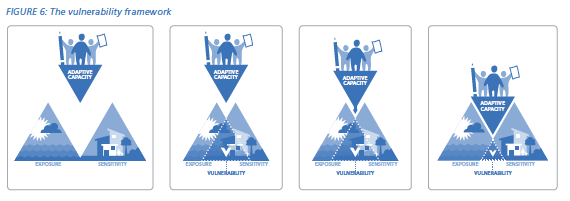 FIGURE 6: The vulnerability framework
ADAPTIVE
CAPACITY
EXPOSURE
SENSITIVITY
ADAPTIVE
CAPACITY
EXPOSURE
SENSITIVITY
VULNERABILITY
ADAPTIVE
CAPACITY
EXPOSURE
SENSITIVITY
VULNERABILITY
ADAPTIVE
CAPACITY
EXPOSURE
SENSITIVITY
VULNERABILITY